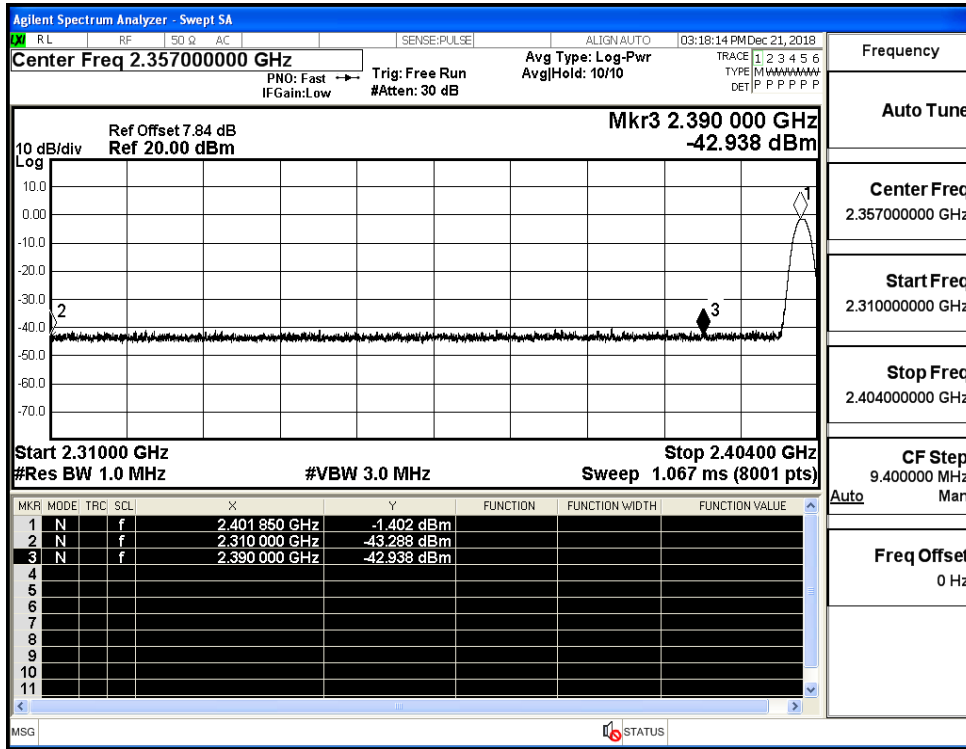 Agilent Spectrum Analyzer - Swept SA
LXI RL RF 50 Ω AC SENSE:PULSE ALIGN AUTO 03:18:14 PM Dec 21, 2018
Center Freq 2.357000000 GHz
PNO: Fast
IFGain:Low
Trig: Free Run
#Atten: 30 dB
Avg Type: Log-Pwr
Avg|Hold: 10/10
TRACE 1 2 3 4 5 6
TYPE M W W W W W
DET P P P P P P
Mkr3 2.390 000 GHz
-42.938 dBm
Ref Offset 7.84 dB
10 dB/div Ref 20.00 dBm
Log
10.0
0.00
-10.0
-20.0
-30.0
-40.0
-50.0
-60.0
-70.0
1
2
3
Start 2.31000 GHz Stop 2.40400 GHz
#Res BW 1.0 MHz #VBW 3.0 MHz Sweep 1.067 ms (8001 pts)
MKR MODE TRC SCL X Y FUNCTION FUNCTION WIDTH FUNCTION VALUE
1 N f 2.401 850 GHz -1.402 dBm
2 N f 2.310 000 GHz -43.288 dBm
3 N f 2.390 000 GHz -42.938 dBm
4
5
6
7
8
9
10
11
MSG STATUS
Frequency
Auto Tune
Center Freq
2.357000000 GHz
Start Freq
2.310000000 GHz
Stop Freq
2.404000000 GHz
CF Step
9.400000 MHz
Auto Man
Freq Offset
0 Hz